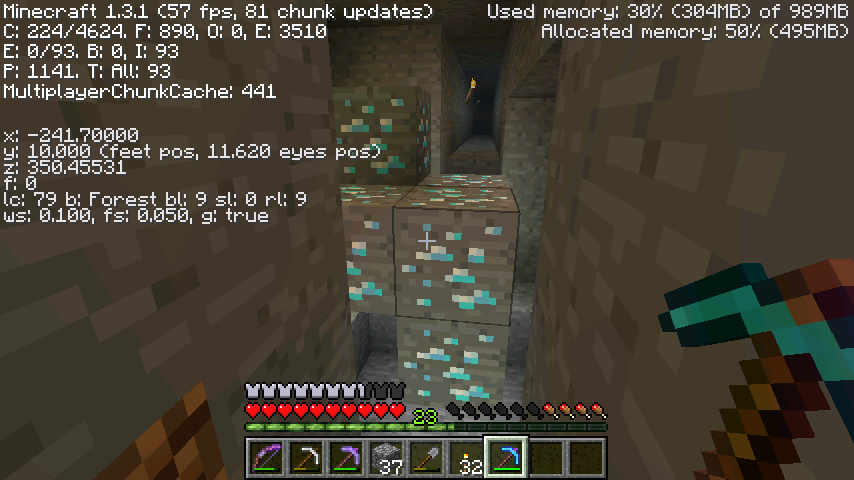 Minecraft 1.3.1 (57 fps, 81 chunk updates)
C: 224/4624. F: 890, O: 0, E: 3510
E: 0/93. B: 0, I: 93
P: 1141. T: All: 93
MultiplayerChunkCache: 441
Used memory: 30% (304MB) of 989MB
Allocated memory: 50% (495MB)
x: -241.70000
y: 10.000 (feet pos, 11.620 eyes pos)
z: 350.45531
f: 0
lc: 79 b: Forest bl: 9 sl: 0 rl: 9
ws: 0.100, fs: 0.050, g: true
28
37
32